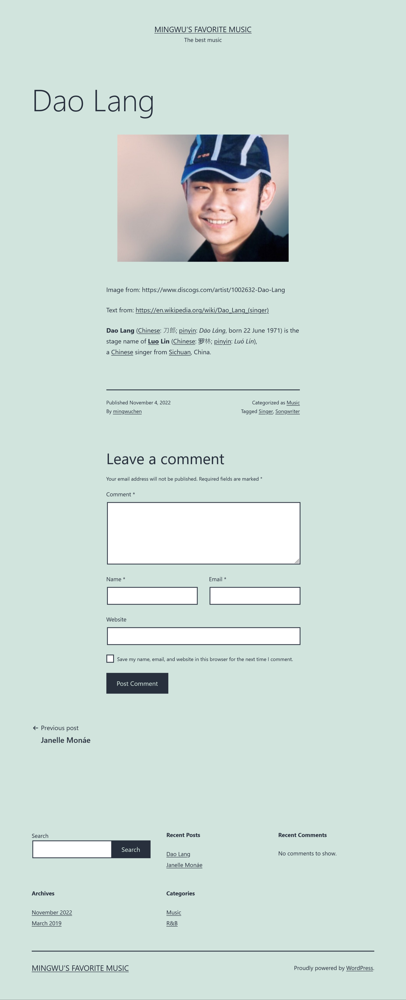 MINGWU’S FAVORITE MUSIC
The best music
Dao Lang
Image from: https://www.discogs.com/artist/1002632-Dao-Lang
Text from: https://en.wikipedia.org/wiki/Dao_Lang_(singer)
Dao Lang (Chinese: 刀郎; pinyin: Dāo Láng, born 22 June 1971) is the
stage name of Luo Lin (Chinese: 罗林; pinyin: Luó Lín),
a Chinese singer from Sichuan, China.
Published November 4, 2022
By mingwuchen
Categorized as Music
Tagged Singer, Songwriter
Leave a comment
Your email address will not be published. Required fields are marked *
Comment *
Name *
Email *
Website
Save my name, email, and website in this browser for the next time I comment.
Post Comment
← Previous post
Janelle Monáe
Search
Search
Recent Posts
Dao Lang
Janelle Monáe
Recent Comments
No comments to show.
Archives
November 2022
March 2019
Categories
Music
R&B
MINGWU’S FAVORITE MUSIC
Proudly powered by WordPress.